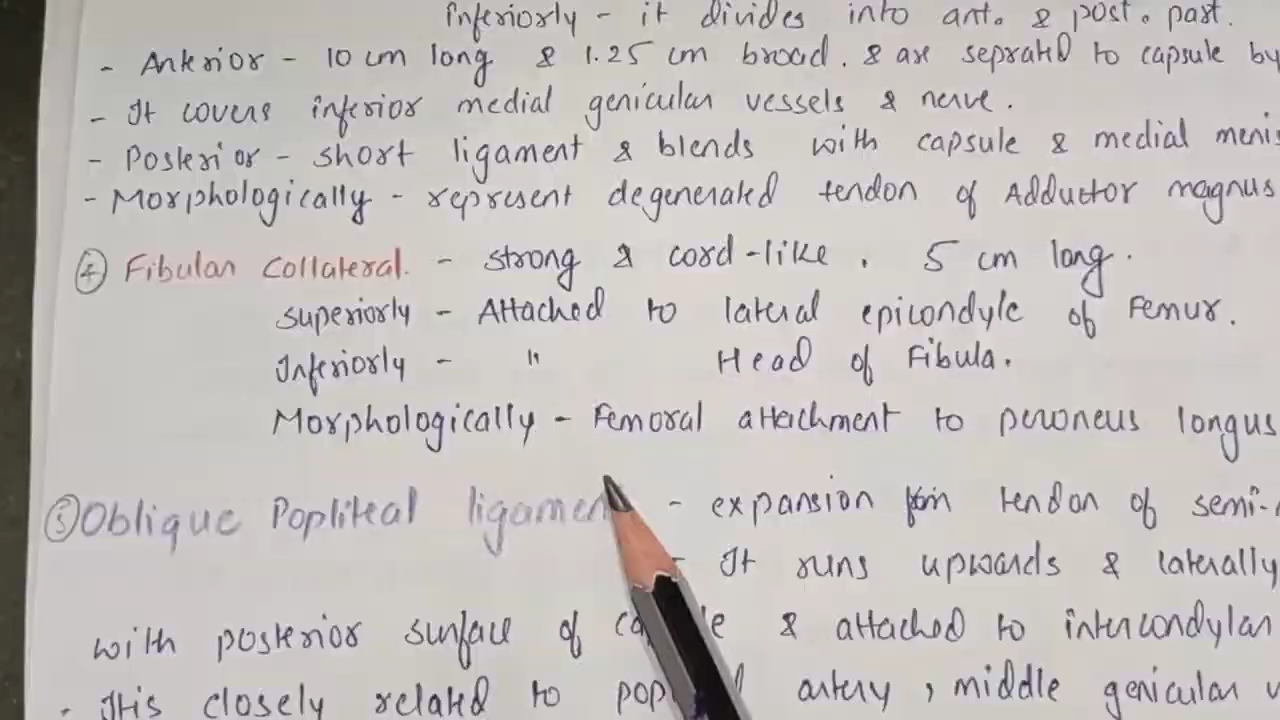 Inferiorly - it divides into ant. & post. part.
- Anterior - 10 cm long & 1.25 cm broad. & are seprated to capsule by
- It covers inferior medial genicular vessels & nerve.
- Posterior - short ligament & blends with capsule & medial menis
- Morphologically - represent degenerated tendon of Adductor magnus
④ Fibular Collateral. - strong & cord-like. 5 cm long.
superiorly - Attached to lateral epicondyle of Femur.
Inferiorly - " Head of Fibula.
Morphologically - Femoral attachment to peroneus longus
⑤ Oblique Popliteal ligament - expansion tendon of semi-
- It runs upwards & laterally
with posterior surface of & attached to intercondylar
. Itis closely related to artery, middle genicular